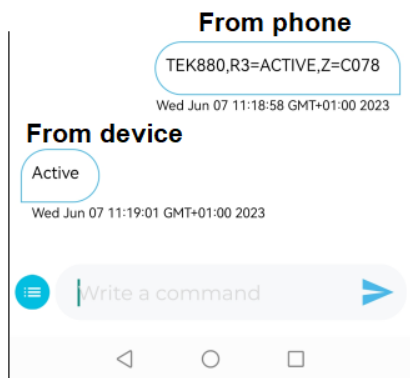 From phone
TEK880,R3=ACTIVE,Z=C078
Wed Jun 07 11:18:58 GMT+01:00 2023
From device
Active
Wed Jun 07 11:19:01 GMT+01:00 2023
Write a command